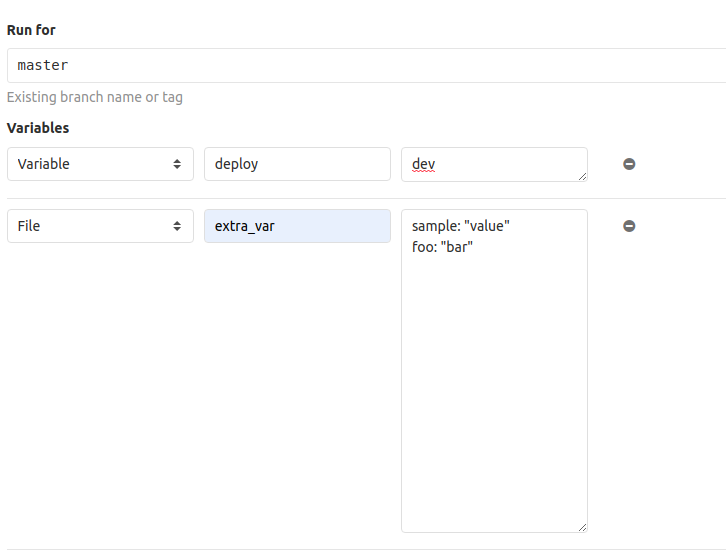 Run for
master
Existing branch name or tag
Variables
Variable deploy dev
File extra_var sample: "value"
foo: "bar"